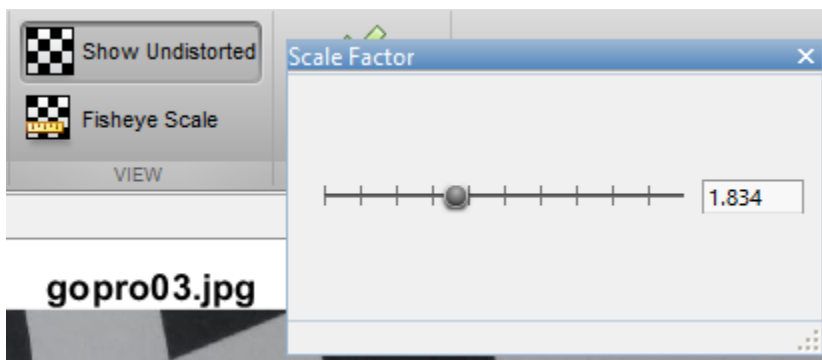 Show Undistorted
Fisheye Scale
VIEW
Scale Factor
1.834
gopro03.jpg